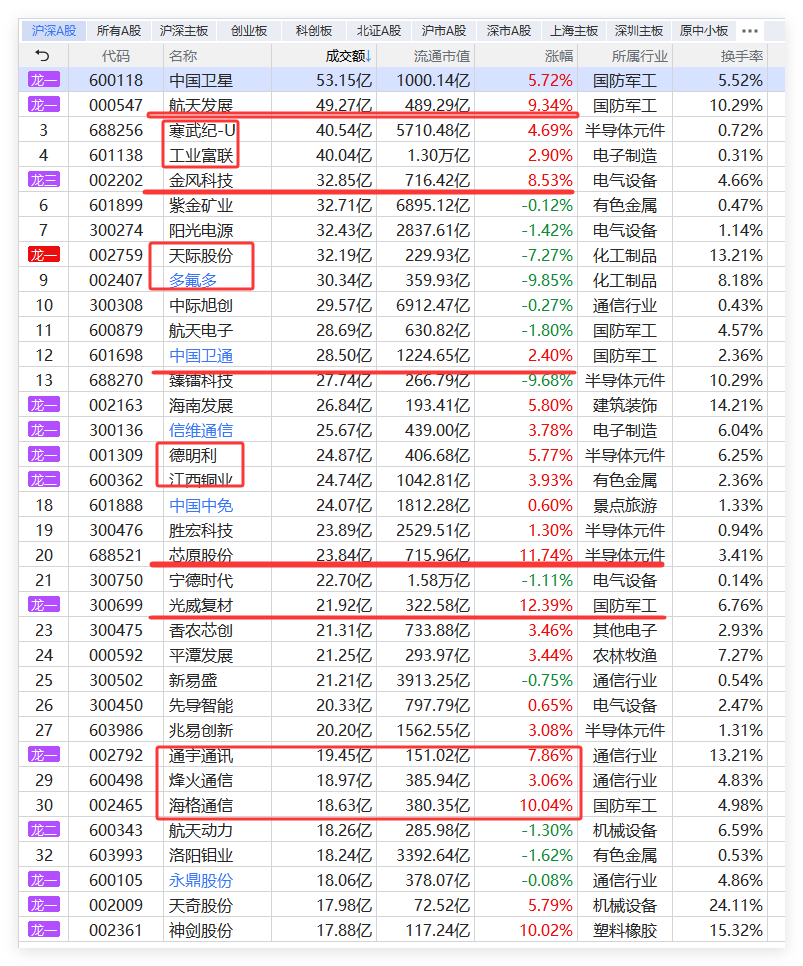 沪深A股 所有A股 沪深主板 创业板 科创板 北证A股 沪市A股 深市A股 上海主板 深圳主板 原中小板 •••
代码 名称 成交额↓ 流通市值 涨幅 所属行业 换手率
龙一 600118 中国卫星 53.15亿 1000.14亿 5.72% 国防军工 5.52%
龙一 000547 航天发展 49.27亿 489.29亿 9.34% 国防军工 10.29%
3 688256 寒武纪-U 40.54亿 5710.48亿 4.69% 半导体元件 0.72%
4 601138 工业富联 40.04亿 1.30万亿 2.90% 电子制造 0.31%
龙三 002202 金风科技 32.85亿 716.42亿 8.53% 电气设备 4.66%
6 601899 紫金矿业 32.71亿 6895.12亿 -0.12% 有色金属 0.47%
7 300274 阳光电源 32.43亿 2837.61亿 -1.42% 电气设备 1.14%
龙一 002759 天际股份 32.19亿 229.93亿 -7.27% 化工制品 13.21%
9 002407 多氟多 30.34亿 359.93亿 -9.85% 化工制品 8.18%
10 300308 中际旭创 29.57亿 6912.47亿 -0.27% 通信行业 0.43%
11 600879 航天电子 28.69亿 630.82亿 -1.80% 国防军工 4.57%
12 601698 中国卫通 28.50亿 1224.65亿 2.40% 国防军工 2.36%
13 688270 臻镭科技 27.74亿 266.79亿 -9.68% 半导体元件 10.29%
龙一 002163 海南发展 26.84亿 193.41亿 5.80% 建筑装饰 14.21%
龙一 300136 信维通信 25.67亿 439.00亿 3.78% 电子制造 6.04%
龙一 001309 德明利 24.87亿 406.68亿 5.77% 半导体元件 6.25%
龙二 600362 江西铜业 24.74亿 1042.81亿 3.93% 有色金属 2.36%
18 601888 中国中免 24.07亿 1812.28亿 0.60% 景点旅游 1.33%
19 300476 胜宏科技 23.89亿 2529.51亿 1.30% 半导体元件 0.94%
20 688521 芯原股份 23.84亿 715.96亿 11.74% 半导体元件 3.41%
21 300750 宁德时代 22.70亿 1.58万亿 -1.11% 电气设备 0.14%
龙一 300699 光威复材 21.92亿 322.58亿 12.39% 国防军工 6.76%
23 300475 香农芯创 21.31亿 733.88亿 3.46% 其他电子 2.93%
24 000592 平潭发展 21.25亿 293.97亿 3.44% 农林牧渔 7.27%
25 300502 新易盛 21.21亿 3913.25亿 -0.75% 通信行业 0.54%
26 300450 先导智能 20.33亿 797.79亿 0.65% 电气设备 2.47%
27 603986 兆易创新 20.20亿 1562.55亿 3.08% 半导体元件 1.31%
龙一 002792 通宇通讯 19.45亿 151.02亿 7.86% 通信行业 13.21%
29 600498 烽火通信 18.97亿 385.94亿 3.06% 通信行业 4.83%
30 002465 海格通信 18.63亿 380.35亿 10.04% 国防军工 4.98%
龙二 600343 航天动力 18.26亿 285.98亿 -1.30% 机械设备 6.59%
32 603993 洛阳钼业 18.24亿 3392.64亿 -1.62% 有色金属 0.53%
龙一 600105 永鼎股份 18.06亿 378.07亿 -0.08% 通信行业 4.86%
龙一 002009 天奇股份 17.98亿 72.52亿 5.79% 机械设备 24.11%
龙一 002361 神剑股份 17.88亿 117.24亿 10.02% 塑料橡胶 15.32%